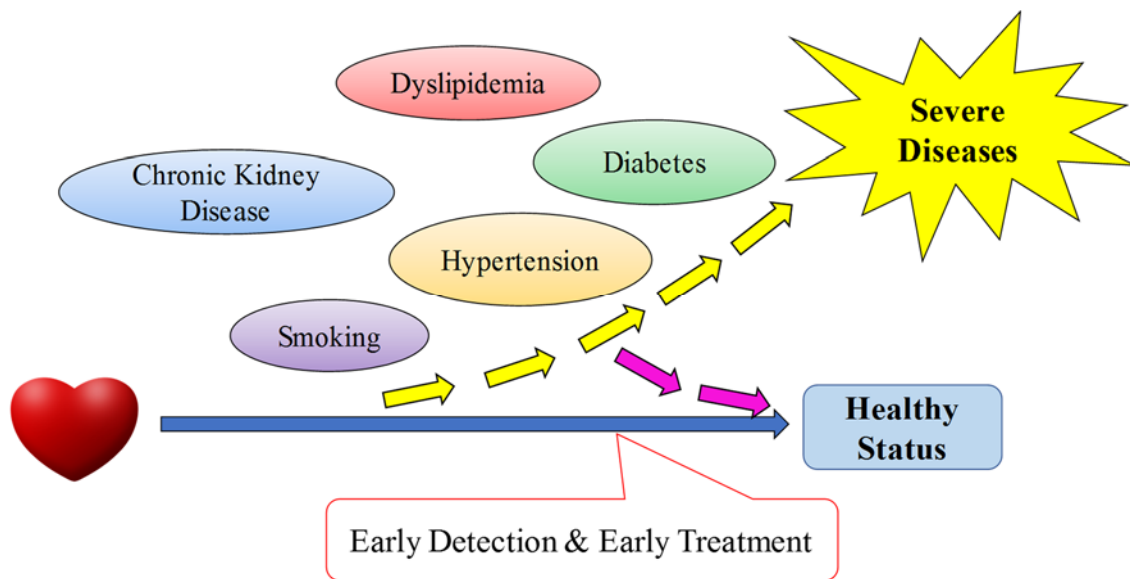 Dyslipidemia
Severe
Diseases
Diabetes
Chronic Kidney
Disease
Hypertension
Smoking
Healthy
Status
Early Detection & Early Treatment